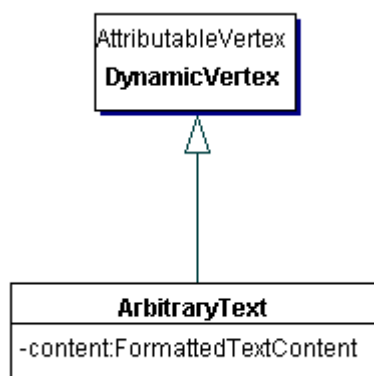 AttributableVertex
DynamicVertex
ArbitraryText
-content:FormattedTextContent